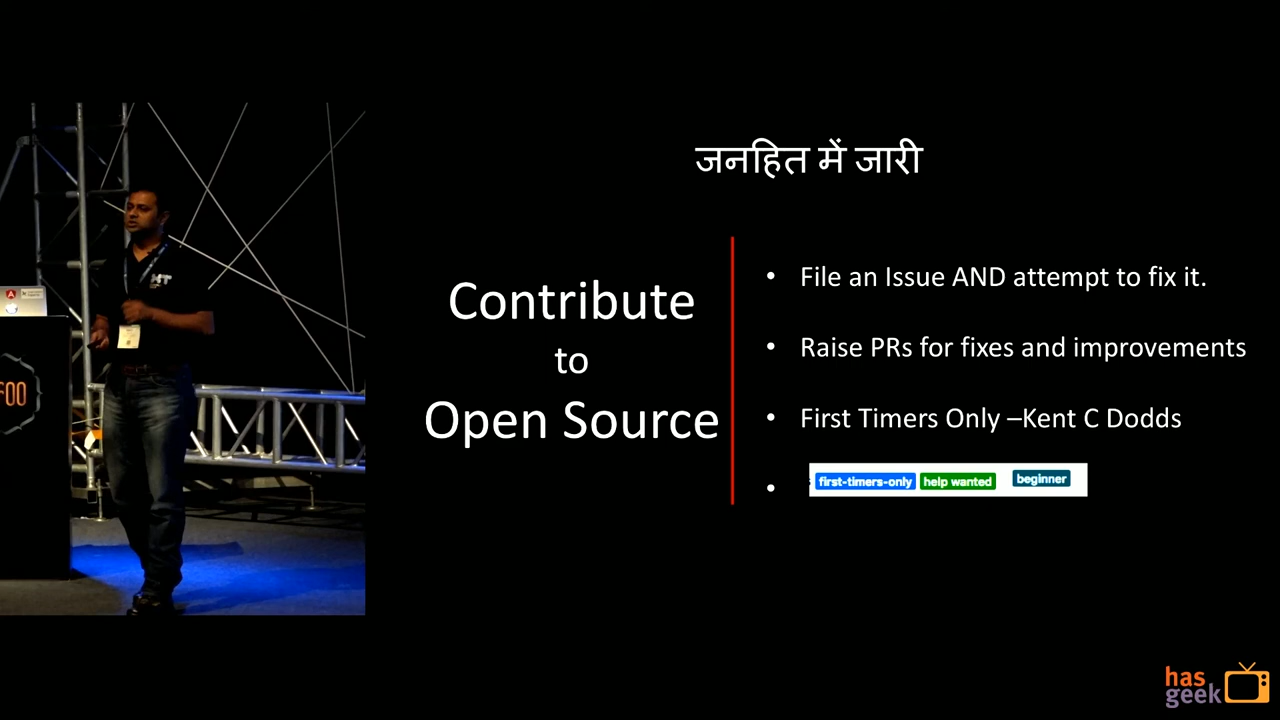 जनहित में जारी
Contribute
to
Open Source
• File an Issue AND attempt to fix it.
• Raise PRs for fixes and improvements
• First Timers Only –Kent C Dodds
• first-timers-only help wanted beginner
HT
has
geek